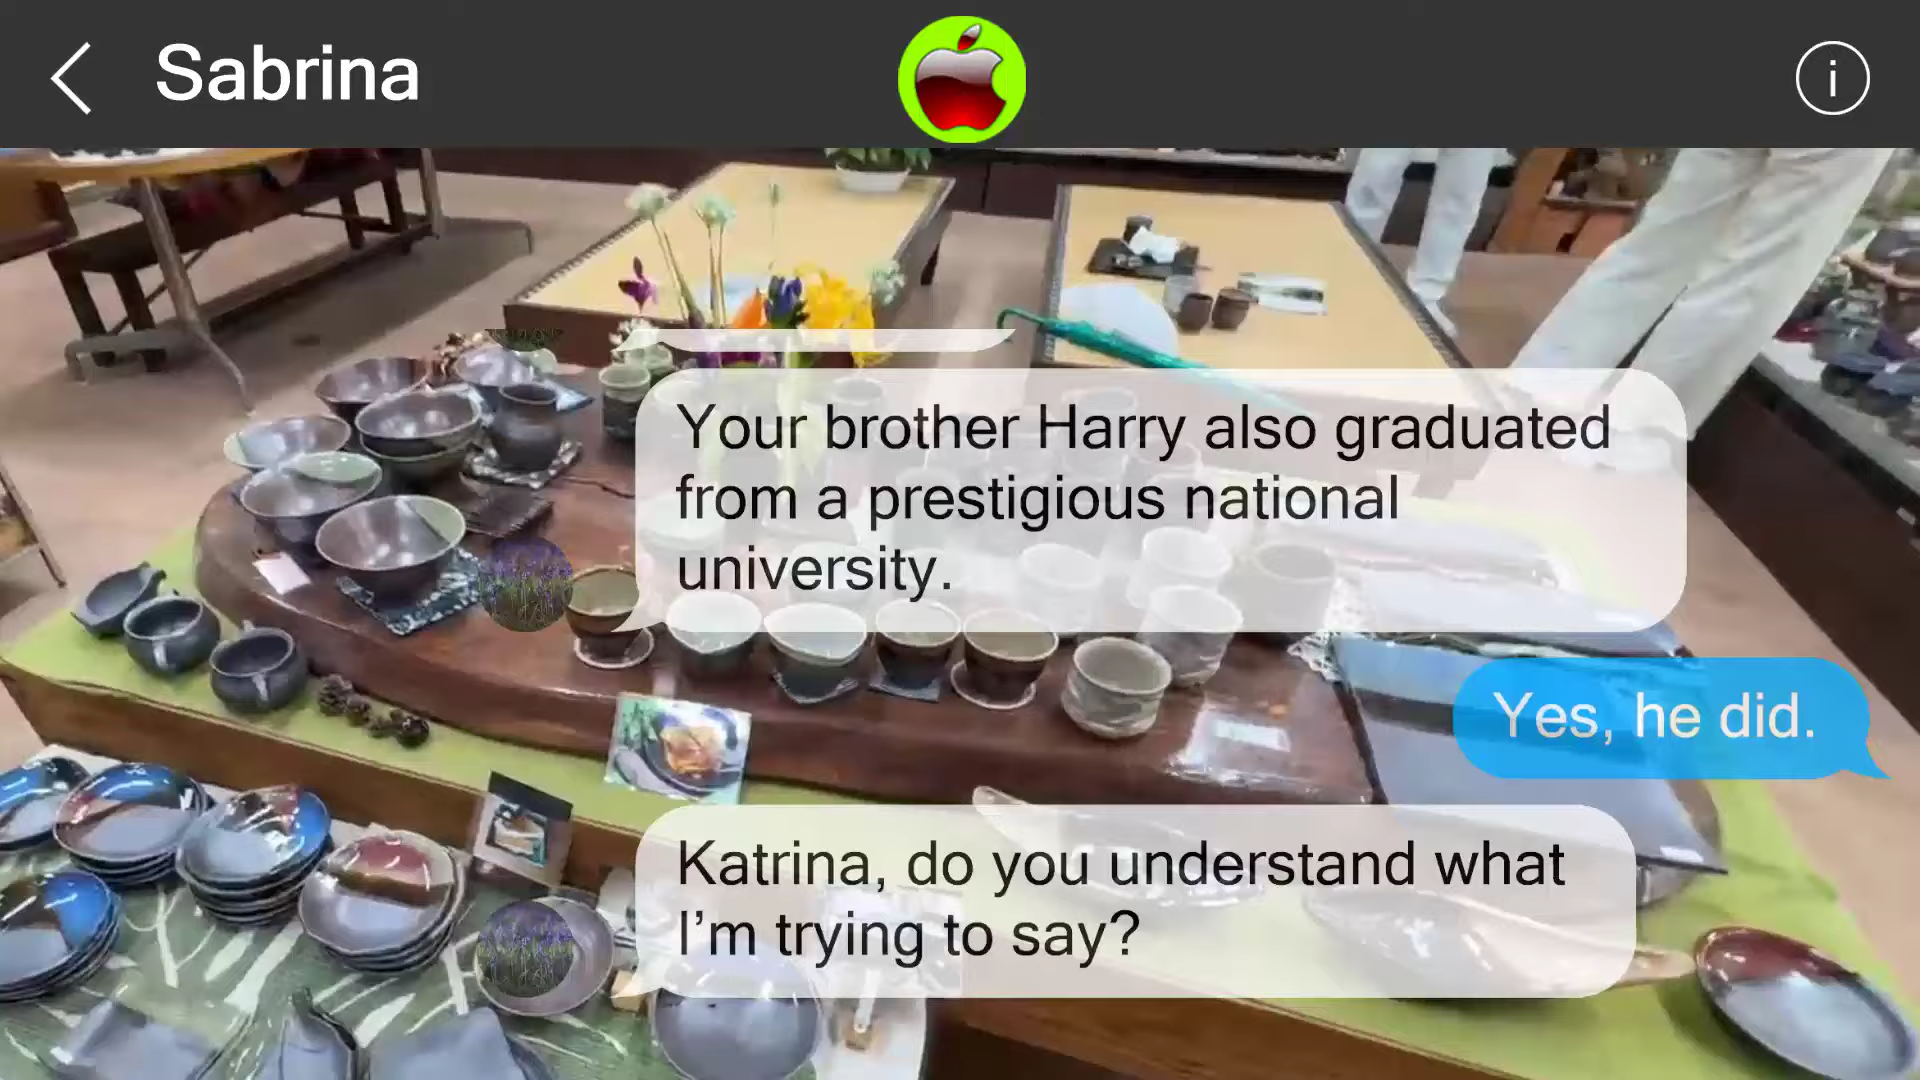 Sabrina
Your brother Harry also graduated
from a prestigious national
university.
Yes, he did.
Katrina, do you understand what
I’m trying to say?